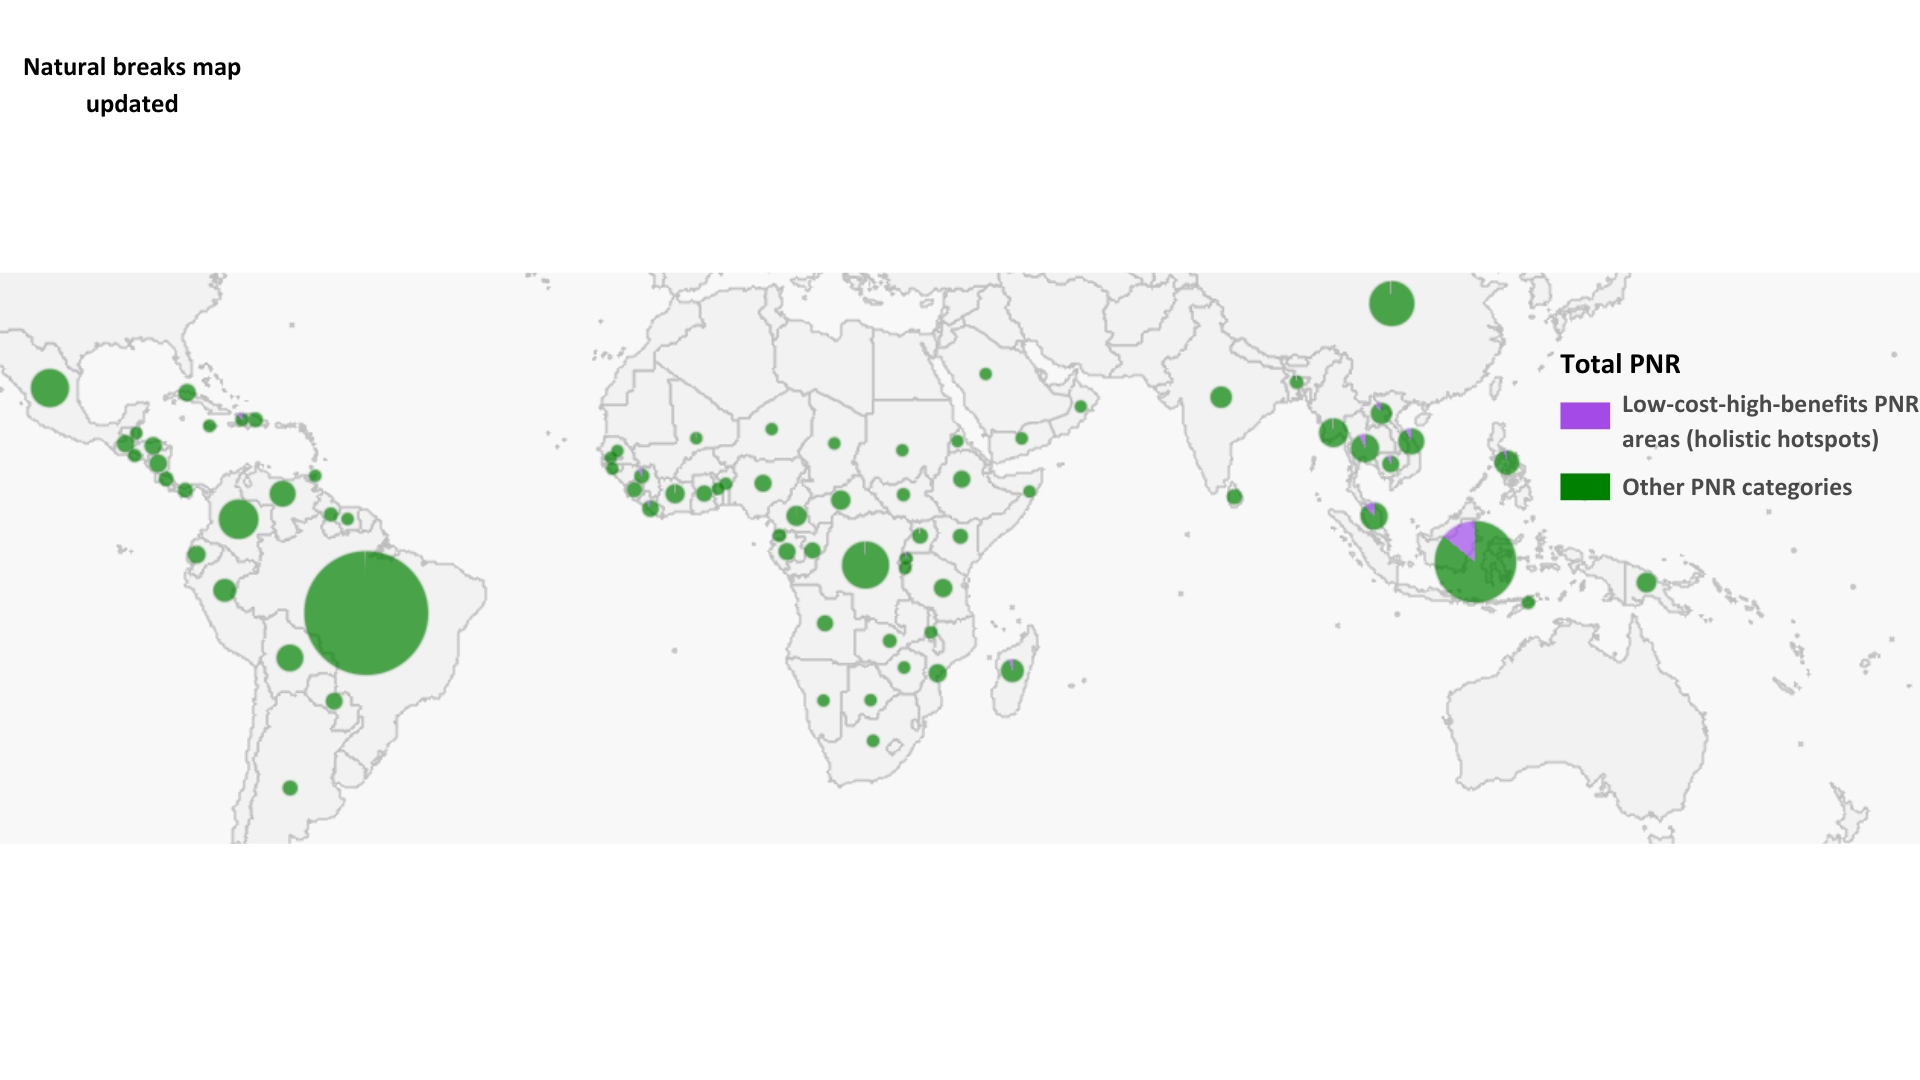 Natural breaks map
updated
Total PNR
Low-cost-high-benefits PNR
areas (holistic hotspots)
Other PNR categories